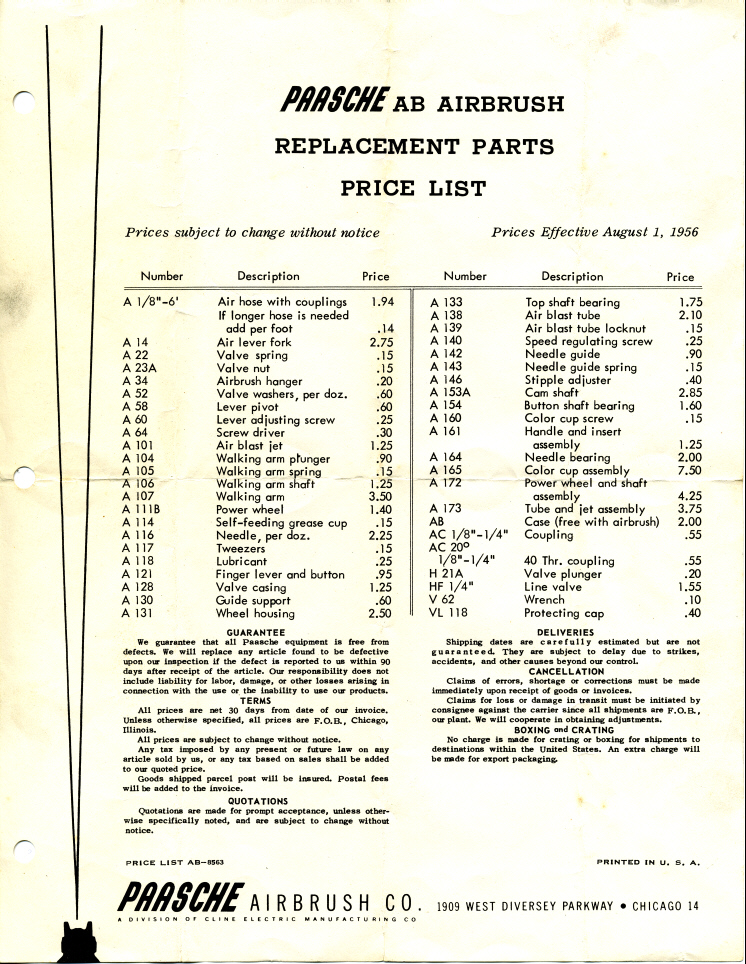 PAASCHE AB AIRBRUSH
REPLACEMENT PARTS
PRICE LIST
Prices subject to change without notice
Prices Effective August 1, 1956
Number Description Price
A 1/8"-6' Air hose with couplings 1.94
If longer hose is needed
add per foot .14
A 14 Air lever fork 2.75
A 22 Valve spring .15
A 23A Valve nut .15
A 34 Airbrush hanger .20
A 52 Valve washers, per doz. .60
A 58 Lever pivot .60
A 60 Lever adjusting screw .25
A 64 Screw driver .30
A 101 Air blast jet 1.25
A 104 Walking arm plunger .90
A 105 Walking arm spring .15
A 106 Walking arm shaft 1.25
A 107 Walking arm 3.50
A 111B Power wheel 1.40
A 114 Self-feeding grease cup .15
A 116 Needle, per doz. 2.25
A 117 Tweezers .15
A 118 Lubricant .25
A 121 Finger lever and button .95
A 128 Valve casing 1.25
A 130 Guide support .60
A 131 Wheel housing 2.50
Number Description Price
A 133 Top shaft bearing 1.75
A 138 Air blast tube 2.10
A 139 Air blast tube locknut .15
A 140 Speed regulating screw .25
A 142 Needle guide .90
A 143 Needle guide spring .15
A 146 Stipple adjuster .40
A 153A Cam shaft 2.85
A 154 Button shaft bearing 1.60
A 160 Color cup screw .15
A 161 Handle and insert
assembly 1.25
A 164 Needle bearing 2.00
A 165 Color cup assembly 7.50
A 172 Power wheel and shaft
assembly 4.25
A 173 Tube and jet assembly 3.75
AB Case (free with airbrush) 2.00
AC 1/8"-1/4" Coupling .55
AC 20°
1/8"-1/4" 40 Thr. coupling .55
H 21A Valve plunger .20
HF 1/4" Line valve 1.55
V 62 Wrench .10
VL 118 Protecting cap .40
GUARANTEE
We guarantee that all Paasche equipment is free from
defects. We will replace any article found to be defective
upon our inspection if the defect is reported to us within 90
days after receipt of the article. Our responsibility does not
include liability for labor, damage, or other losses arising in
connection with the use or the inability to use our products.
TERMS
All prices are net 30 days from date of our invoice.
Unless otherwise specified, all prices are F.O.B., Chicago,
Illinois.
All prices are subject to change without notice.
Any tax imposed by any present or future law on any
article sold by us, or any tax based on sales shall be added
to our quoted price.
Goods shipped parcel post will be insured. Postal fees
will be added to the invoice.
QUOTATIONS
Quotations are made for prompt acceptance, unless other-
wise specifically noted, and are subject to change without
notice.
DELIVERIES
Shipping dates are carefully estimated but are not
guaranteed. They are subject to delay due to strikes,
accidents, and other causes beyond our control.
CANCELLATION
Claims of errors, shortage or corrections must be made
immediately upon receipt of goods or invoices.
Claims for loss or damage in transit must be initiated by
consignee against the carrier since all shipments are F.O.B.,
our plant. We will cooperate in obtaining adjustments.
BOXING and CRATING
No charge is made for crating or boxing for shipments to
destinations within the United States. An extra charge will
be made for export packaging.
PRICE LIST AB-8563
PRINTED IN U. S. A.
PAASCHE AIRBRUSH CO. 1909 WEST DIVERSEY PARKWAY • CHICAGO 14
A DIVISION OF CLINE ELECTRIC MANUFACTURING CO